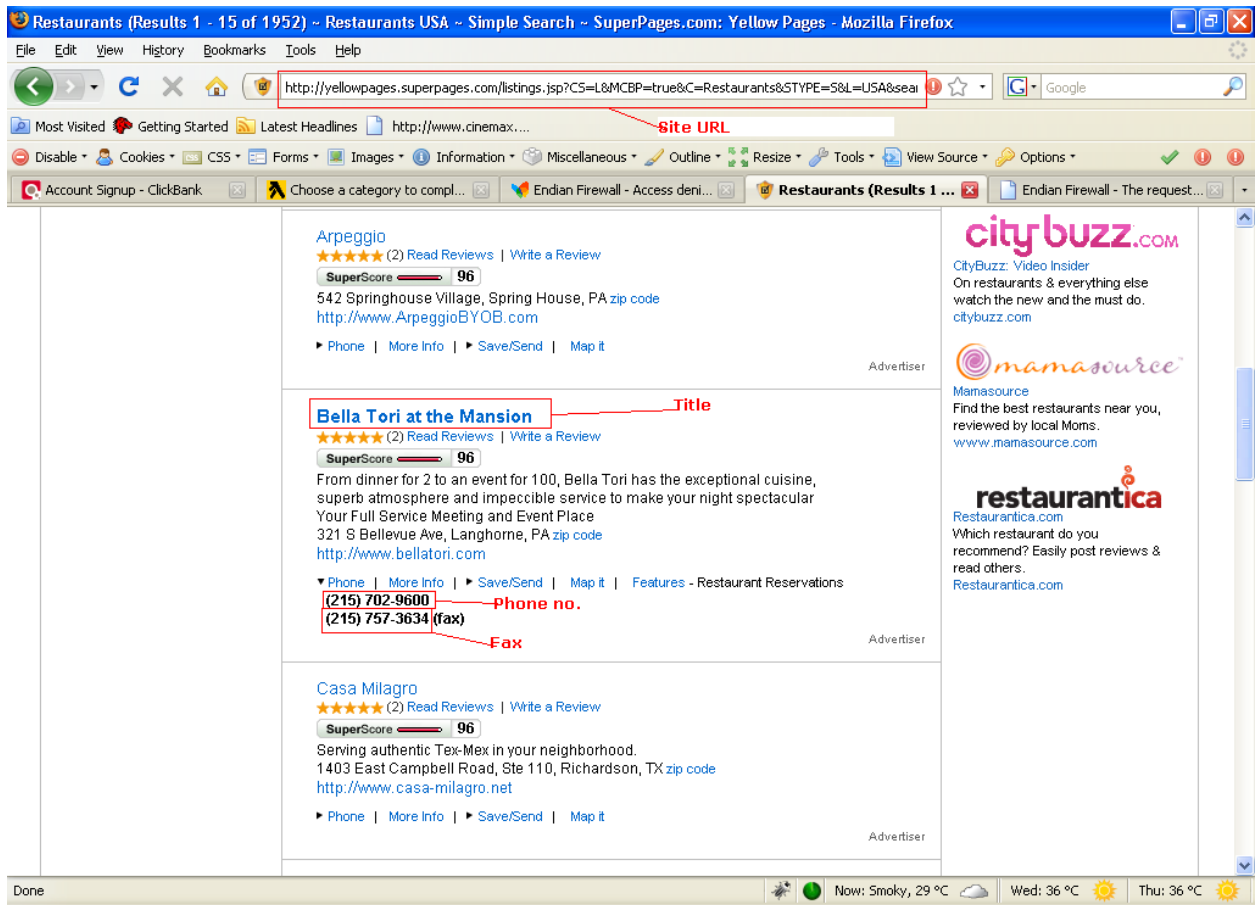 Restaurants (Results 1 - 15 of 1952) ~ Restaurants USA ~ Simple Search ~ SuperPages.com: Yellow Pages - Mozilla Firefox
File Edit View History Bookmarks Tools Help
http://yellowpages.superpages.com/listings.jsp?CS=L&MCBP=true&C=Restaurants&STYPE=S&L=USA&sear
G Google
Most Visited Getting Started Latest Headlines http://www.cinemax....
Site URL
Disable Cookies CSS Forms Images Information Miscellaneous Outline Resize Tools View Source Options
Account Signup - ClickBank Choose a category to compl... Endian Firewall - Access deni... Restaurants (Results 1 ... Endian Firewall - The request...
Arpeggio
(2) Read Reviews | Write a Review
SuperScore 96
542 Springhouse Village, Spring House, PA zip code
http://www.ArpeggioBYOB.com
Phone | More Info | Save/Send | Map it
Advertiser
Bella Tori at the Mansion
Title
(2) Read Reviews | Write a Review
SuperScore 96
From dinner for 2 to an event for 100, Bella Tori has the exceptional cuisine,
superb atmosphere and impeccible service to make your night spectacular
Your Full Service Meeting and Event Place
321 S Bellevue Ave, Langhorne, PA zip code
http://www.bellatori.com
Phone | More Info | Save/Send | Map it | Features - Restaurant Reservations
(215) 702-9600
Phone no.
(215) 757-3634 (fax)
Fax
Advertiser
Casa Milagro
(2) Read Reviews | Write a Review
SuperScore 96
Serving authentic Tex-Mex in your neighborhood.
1403 East Campbell Road, Ste 110, Richardson, TX zip code
http://www.casa-milagro.net
Phone | More Info | Save/Send | Map it
Advertiser
city buzz.COM
CityBuzz: Video Insider
On restaurants & everything else
watch the new and the must do.
citybuzz.com
mamasource
Mamasource
Find the best restaurants near you,
reviewed by local Moms.
www.mamasource.com
restaurantica
Restaurantica.com
Which restaurant do you
recommend? Easily post reviews &
read others.
Restaurantica.com
Done
Now: Smoky, 29 °C Wed: 36 °C Thu: 36 °C